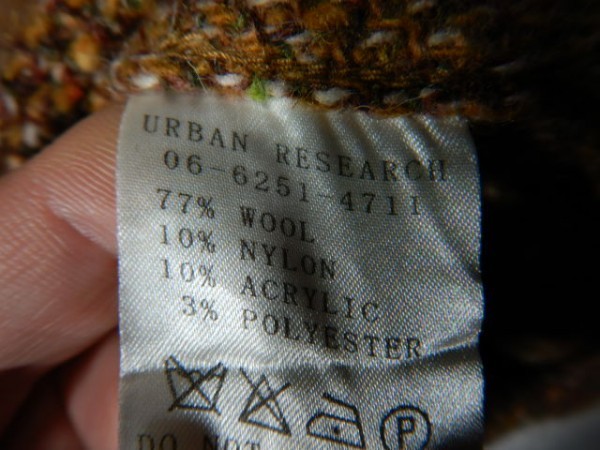 URBAN RESEARCH
06-6251-4711
77% WOOL
10% NYLON
10% ACRYLIC
3% POLYESTER
P
DO NOT